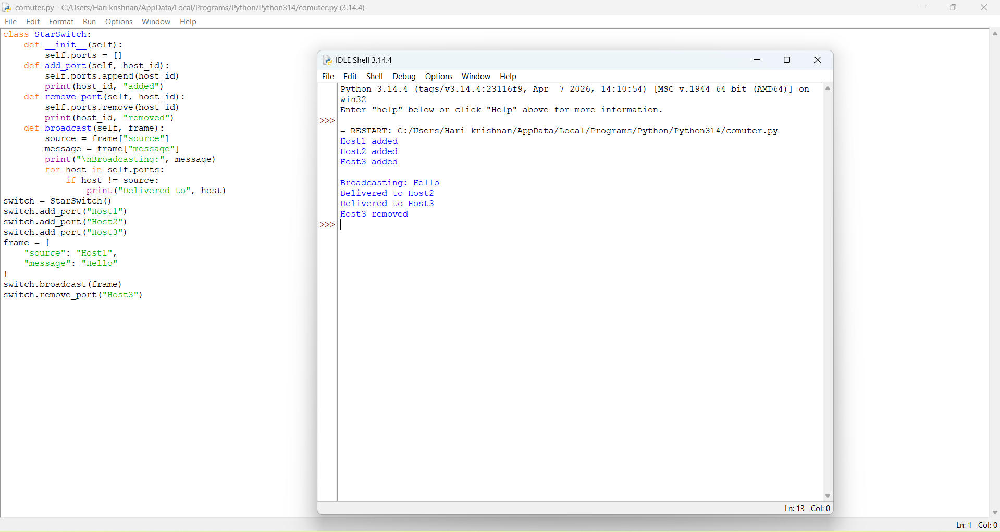 comuter.py - C:/Users/Hari krishnan/AppData/Local/Programs/Python/Python314/comuter.py (3.14.4)
File Edit Format Run Options Window Help
class StarSwitch:
    def __init__(self):
        self.ports = []
    def add_port(self, host_id):
        self.ports.append(host_id)
        print(host_id, "added")
    def remove_port(self, host_id):
        self.ports.remove(host_id)
        print(host_id, "removed")
    def broadcast(self, frame):
        source = frame["source"]
        message = frame["message"]
        print("\nBroadcasting:", message)
        for host in self.ports:
            if host != source:
                print("Delivered to", host)
switch = StarSwitch()
switch.add_port("Host1")
switch.add_port("Host2")
switch.add_port("Host3")
frame = {
    "source": "Host1",
    "message": "Hello"
}
switch.broadcast(frame)
switch.remove_port("Host3")
IDLE Shell 3.14.4
File Edit Shell Debug Options Window Help
Python 3.14.4 (tags/v3.14.4:23116f9, Apr  7 2026, 14:10:54) [MSC v.1944 64 bit (AMD64)] on
win32
Enter "help" below or click "Help" above for more information.
>>>
= RESTART: C:/Users/Hari krishnan/AppData/Local/Programs/Python/Python314/comuter.py
Host1 added
Host2 added
Host3 added
Broadcasting: Hello
Delivered to Host2
Delivered to Host3
Host3 removed
>>>
Ln: 13 Col: 0
Ln: 1 Col: 0